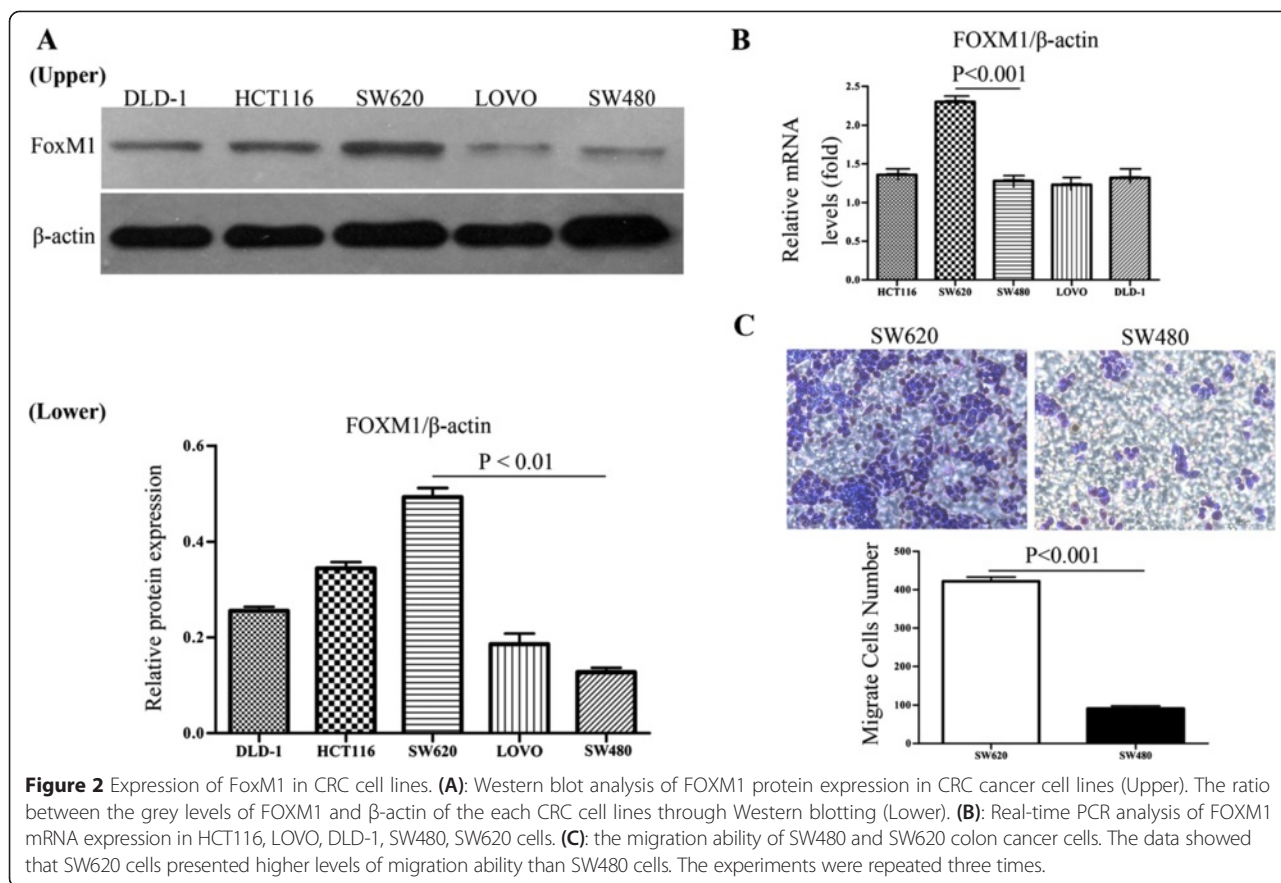 A
(Upper)
DLD-1 HCT116 SW620 LOVO SW480
FoxM1
β-actin
(Lower)
FOXM1/β-actin
P < 0.01
Relative protein expression
0.6
0.4
0.2
0.0
DLD-1 HCT116 SW620 LOVO SW480
B
FOXM1/β-actin
P<0.001
Relative mRNA
levels (fold)
2.5
2.0
1.5
1.0
0.5
0.0
HCT116 SW620 SW480 LOVO DLD-1
C
SW620 SW480
P<0.001
Migrate Cells Number
500
400
300
200
100
0
SW620 SW480
Figure 2 Expression of FoxM1 in CRC cell lines. (A): Western blot analysis of FOXM1 protein expression in CRC cancer cell lines (Upper). The ratio
between the grey levels of FOXM1 and β-actin of the each CRC cell lines through Western blotting (Lower). (B): Real-time PCR analysis of FOXM1
mRNA expression in HCT116, LOVO, DLD-1, SW480, SW620 cells. (C): the migration ability of SW480 and SW620 colon cancer cells. The data showed
that SW620 cells presented higher levels of migration ability than SW480 cells. The experiments were repeated three times.